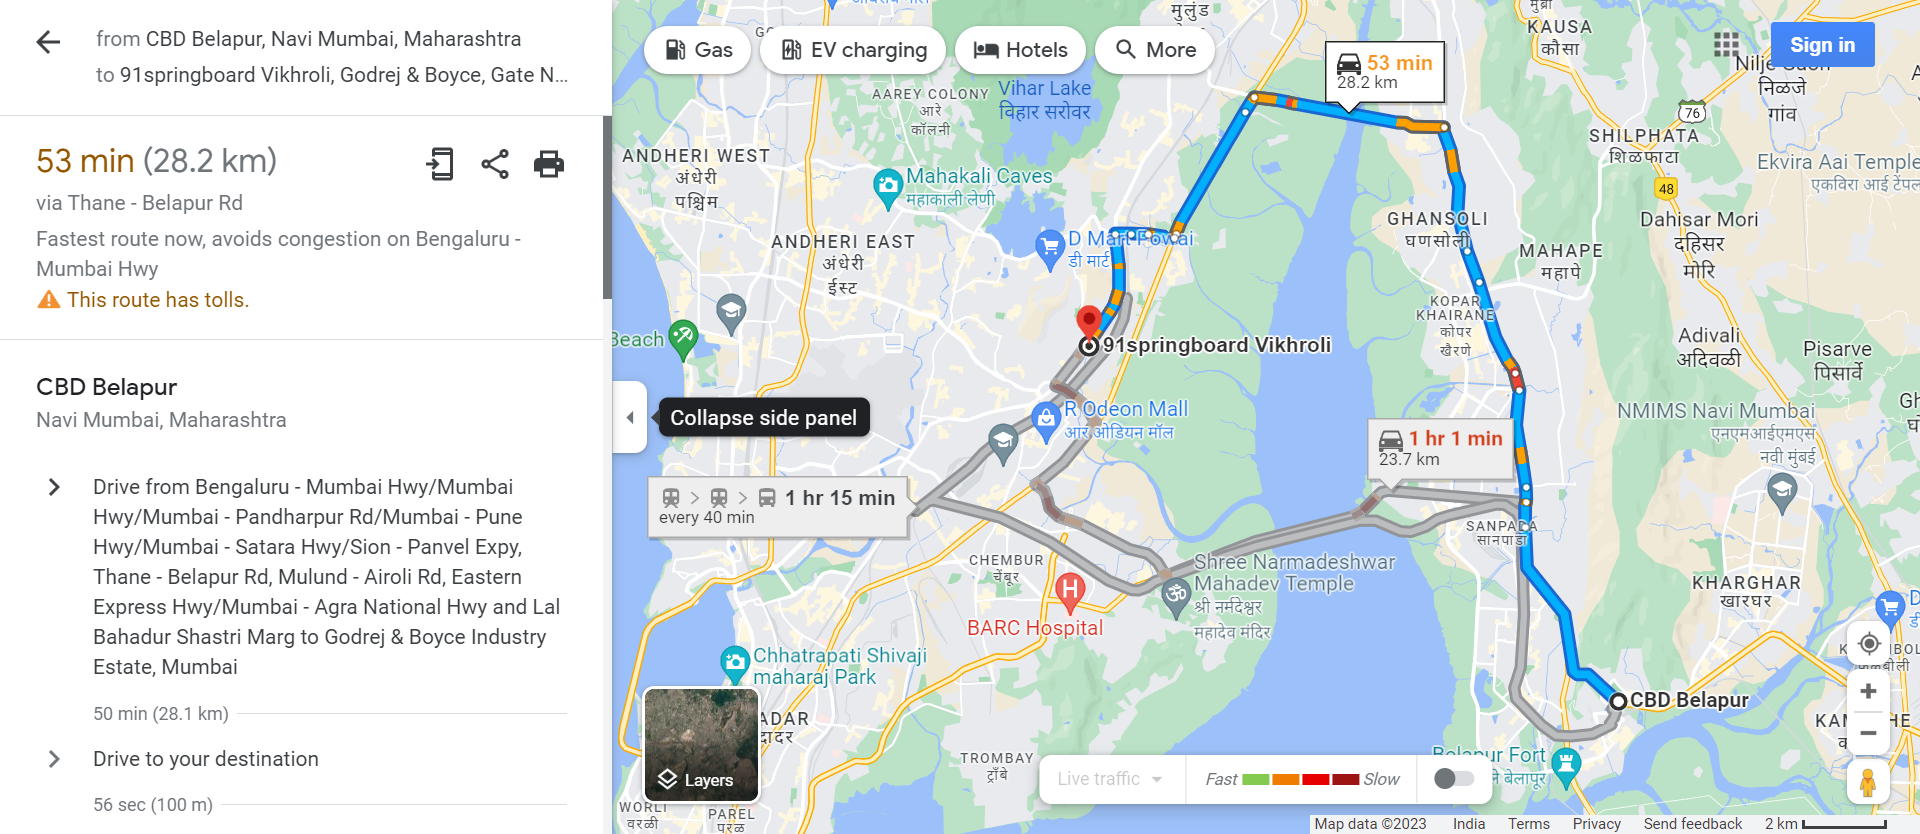 from CBD Belapur, Navi Mumbai, Maharashtra
to 91springboard Vikhroli, Godrej & Boyce, Gate N...
53 min (28.2 km)
via Thane - Belapur Rd
Fastest route now, avoids congestion on Bengaluru -
Mumbai Hwy
This route has tolls.
CBD Belapur
Navi Mumbai, Maharashtra
Drive from Bengaluru - Mumbai Hwy/Mumbai
Hwy/Mumbai - Pandharpur Rd/Mumbai - Pune
Hwy/Mumbai - Satara Hwy/Sion - Panvel Expy,
Thane - Belapur Rd, Mulund - Airoli Rd, Eastern
Express Hwy/Mumbai - Agra National Hwy and Lal
Bahadur Shastri Marg to Godrej & Boyce Industry
Estate, Mumbai
50 min (28.1 km)
Drive to your destination
56 sec (100 m)
Gas
EV charging
Hotels
More
Sign in
मुलुंड
KAUSA
कौसा
53 min
28.2 km
निळजे
गांव
76
AAREY COLONY
आरे
कॉलनी
Vihar Lake
विहार सरोवर
SHILPHATA
शिळफाटा
ANDHERI WEST
अंधेरी
पश्चिम
Mahakali Caves
महाकाली लेणी
Ekvira Aai Temple
एकविरा आई टेंपल
48
ANDHERI EAST
अंधेरी
ईस्ट
D Mart Powai
डी मार्ट
GHANSOLI
घणसोली
MAHAPE
महापे
Dahisar Mori
दहिसर
मोरि
KOPAR
KHAIRANE
कोपर
खैरणे
Adivali
अदिवळी
Pisarve
पिसार्वे
Beach
91springboard Vikhroli
Collapse side panel
R Odeon Mall
आर ओडियन मॉल
NMIMS Navi Mumbai
एनएमआईएमएस
नवी मुंबई
1 hr 1 min
23.7 km
1 hr 15 min
every 40 min
SANPADA
सानपाडा
CHEMBUR
चेंबूर
Shree Narmadeshwar
Mahadev Temple
श्री नर्मदेश्वर
महादेव मंदिर
BARC Hospital
KHARGHAR
खारघर
Chhatrapati Shivaji
maharaj Park
CBD Belapur
ADAR
दादर
TROMBAY
ट्रॉंबे
Belapur Fort
Layers
WORLI
वरळी
PAREL
परळ
Live traffic
Fast
Slow
Map data ©2023
India
Terms
Privacy
Send feedback
2 km